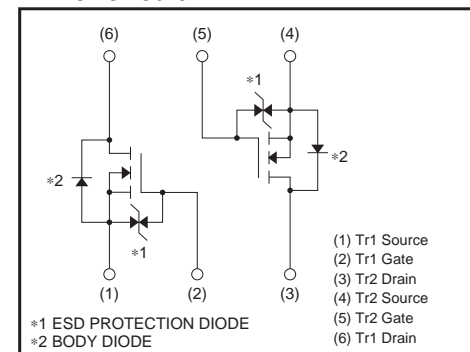 (6) (5) (4)
∗1
∗2
∗2
∗1
(1) (2) (3)
(1) Tr1 Source
(2) Tr1 Gate
(3) Tr2 Drain
(4) Tr2 Source
(5) Tr2 Gate
(6) Tr1 Drain
∗1 ESD PROTECTION DIODE
∗2 BODY DIODE